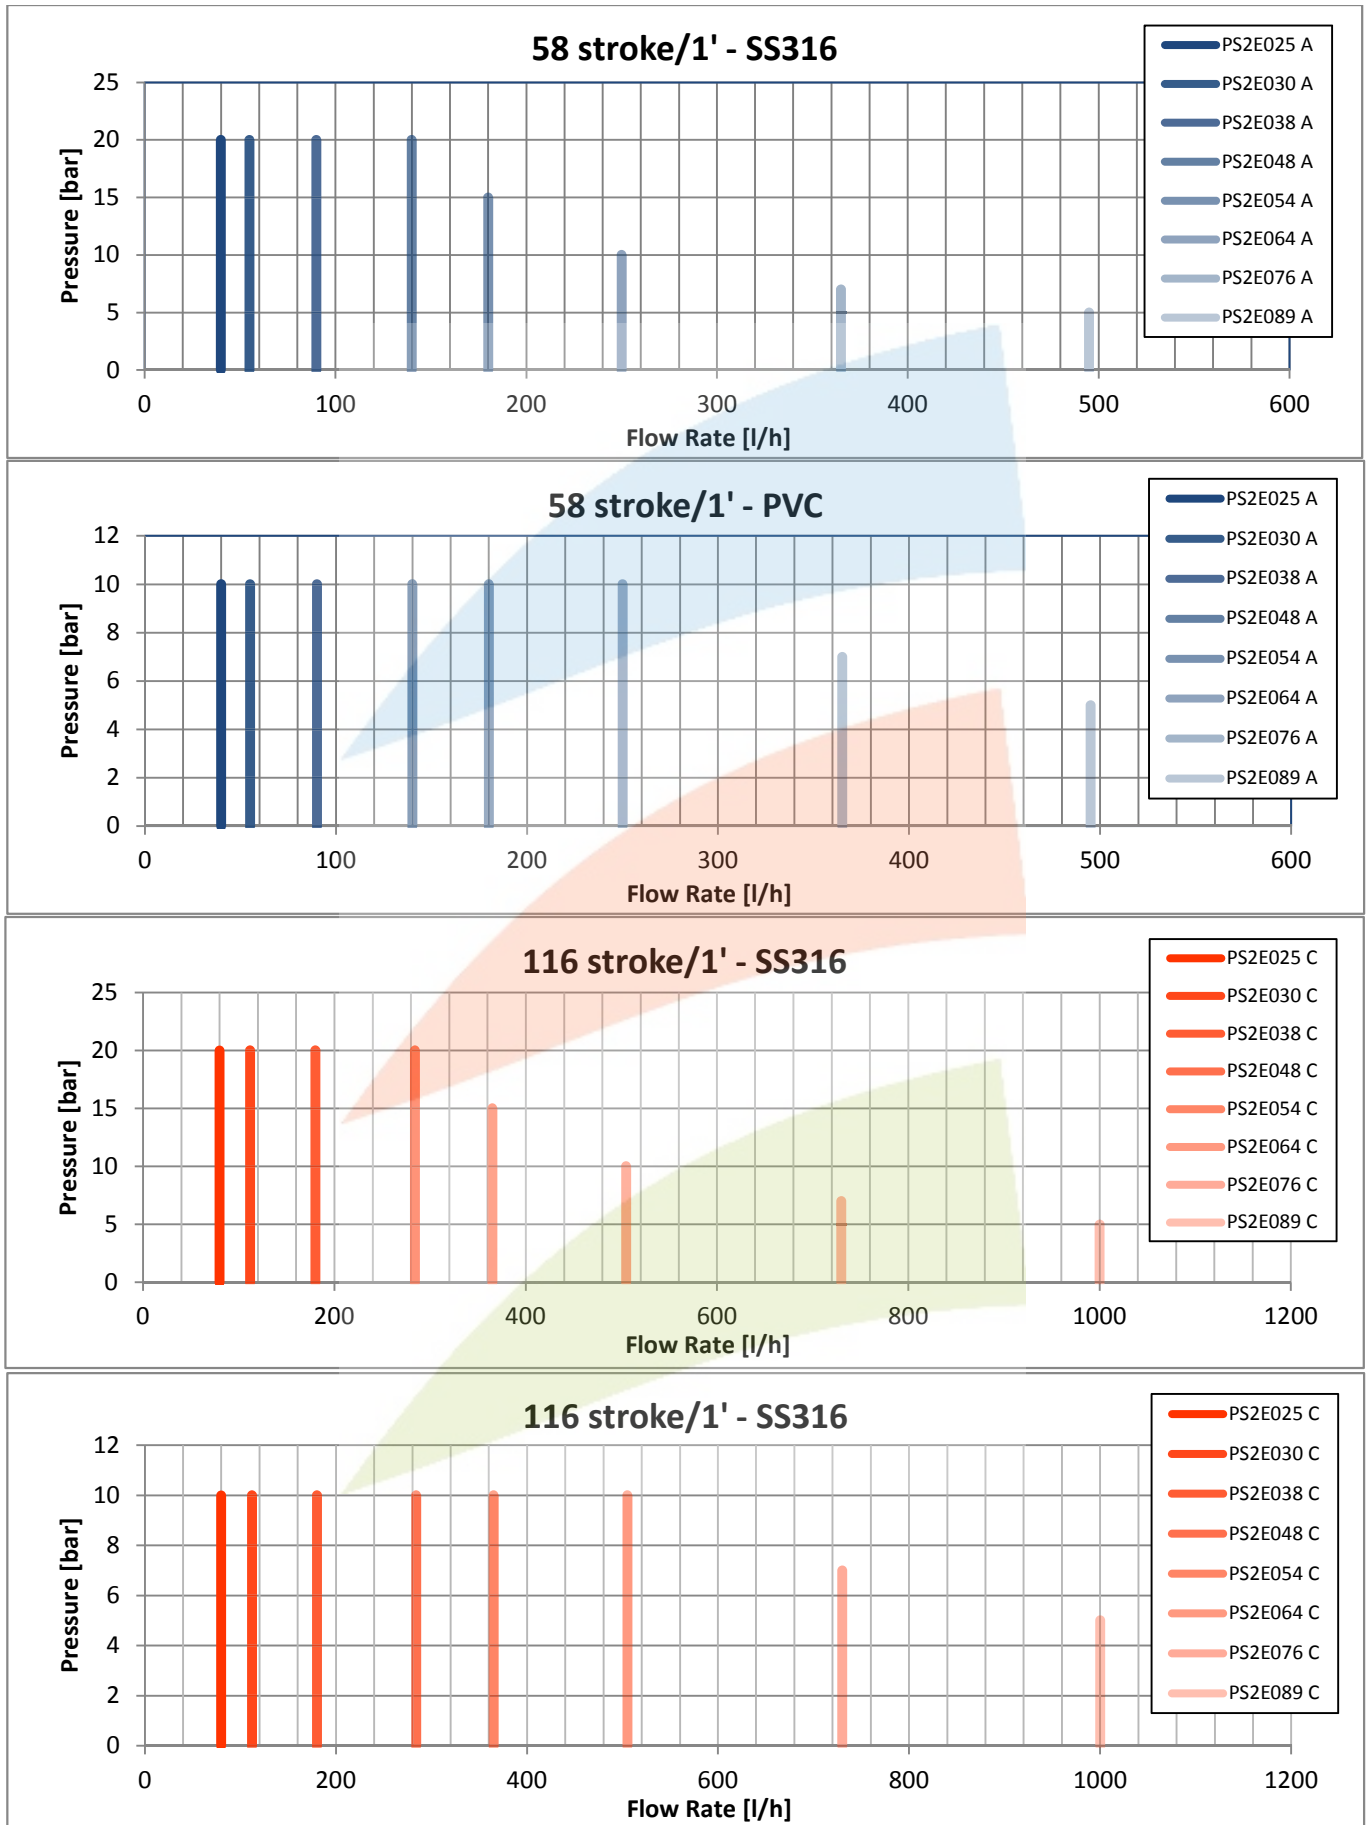 58 stroke/1' - SS316
PS2E025 A
PS2E030 A
PS2E038 A
PS2E048 A
PS2E054 A
PS2E064 A
PS2E076 A
PS2E089 A
Pressure [bar]
25
20
15
10
5
0
0 100 200 300 400 500 600
Flow Rate [l/h]
58 stroke/1' - PVC
PS2E025 A
PS2E030 A
PS2E038 A
PS2E048 A
PS2E054 A
PS2E064 A
PS2E076 A
PS2E089 A
Pressure [bar]
12
10
8
6
4
2
0
0 100 200 300 400 500 600
Flow Rate [l/h]
116 stroke/1' - SS316
PS2E025 C
PS2E030 C
PS2E038 C
PS2E048 C
PS2E054 C
PS2E064 C
PS2E076 C
PS2E089 C
Pressure [bar]
25
20
15
10
5
0
0 200 400 600 800 1000 1200
Flow Rate [l/h]
116 stroke/1' - SS316
PS2E025 C
PS2E030 C
PS2E038 C
PS2E048 C
PS2E054 C
PS2E064 C
PS2E076 C
PS2E089 C
Pressure [bar]
12
10
8
6
4
2
0
0 200 400 600 800 1000 1200
Flow Rate [l/h]